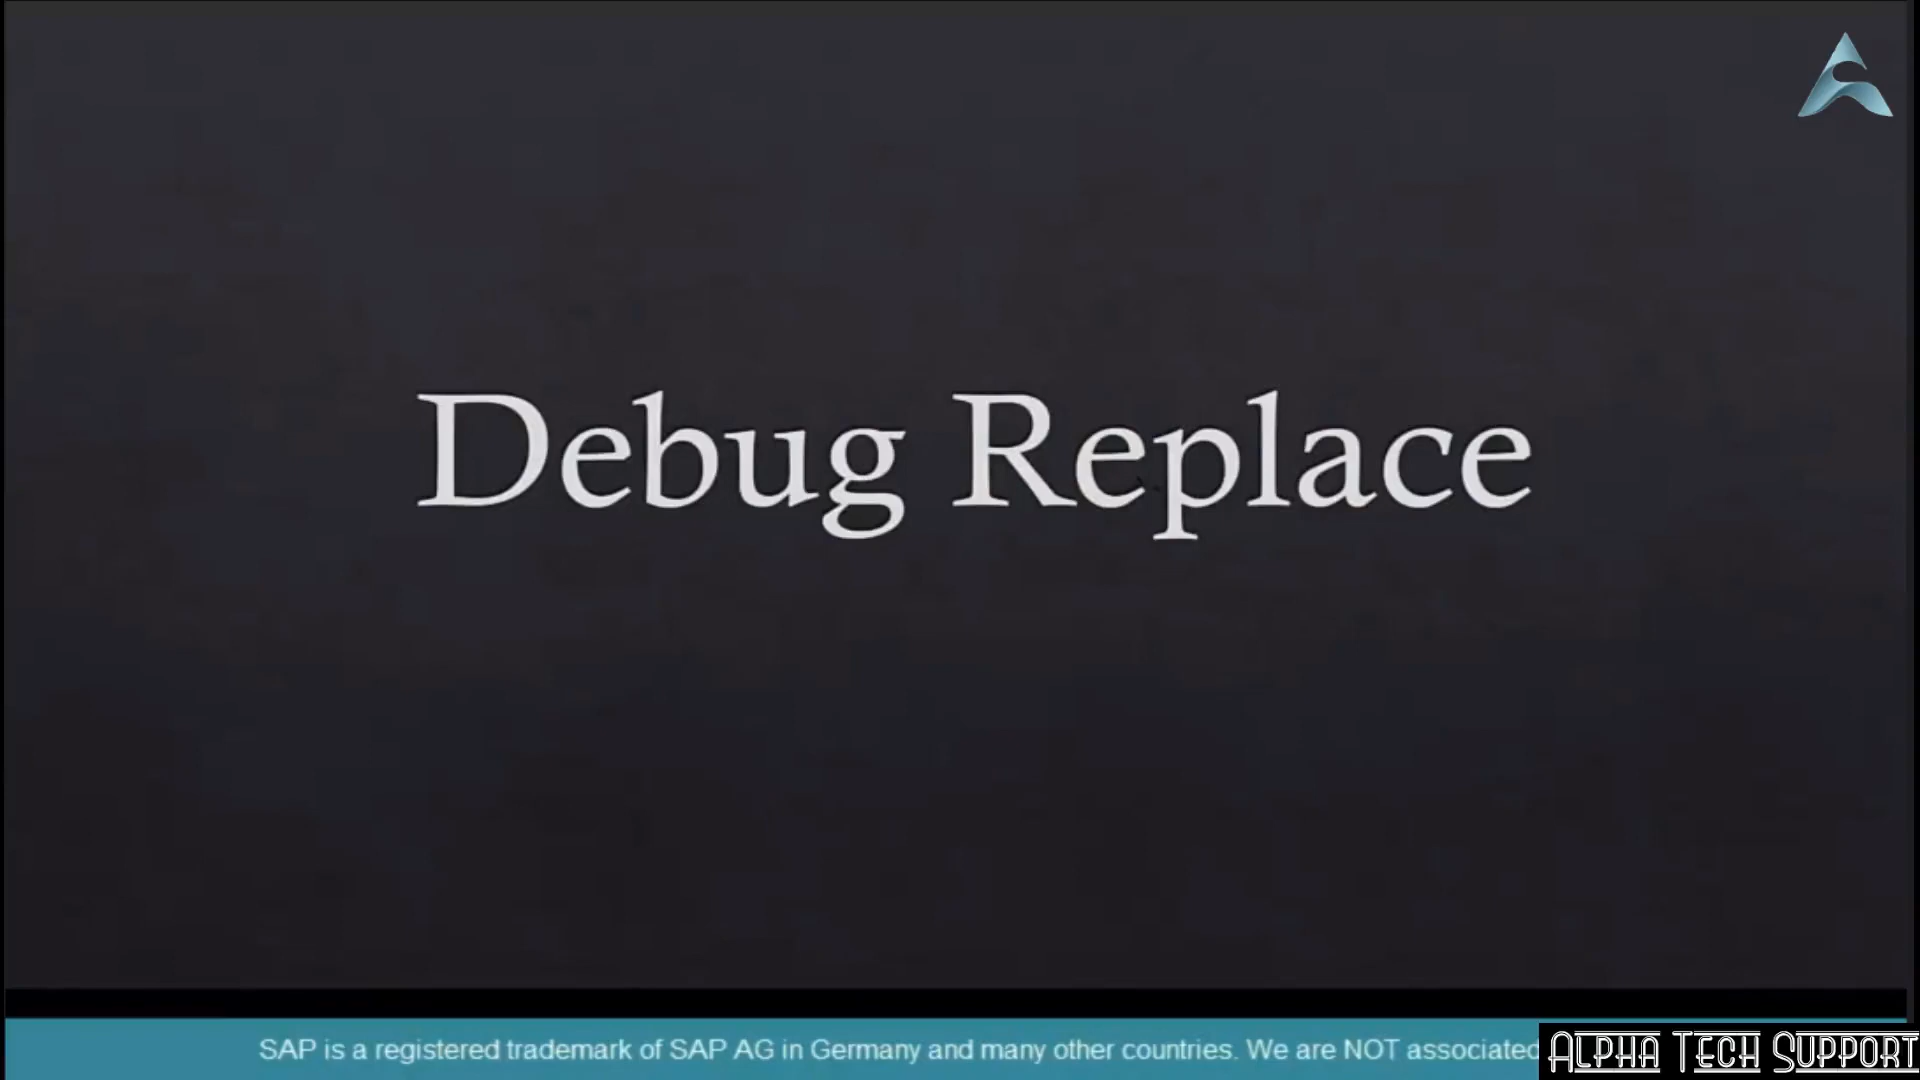 Debug Replace
SAP is a registered trademark of SAP AG in Germany and many other countries. We are NOT associated
ALPHA TECH SUPPORT